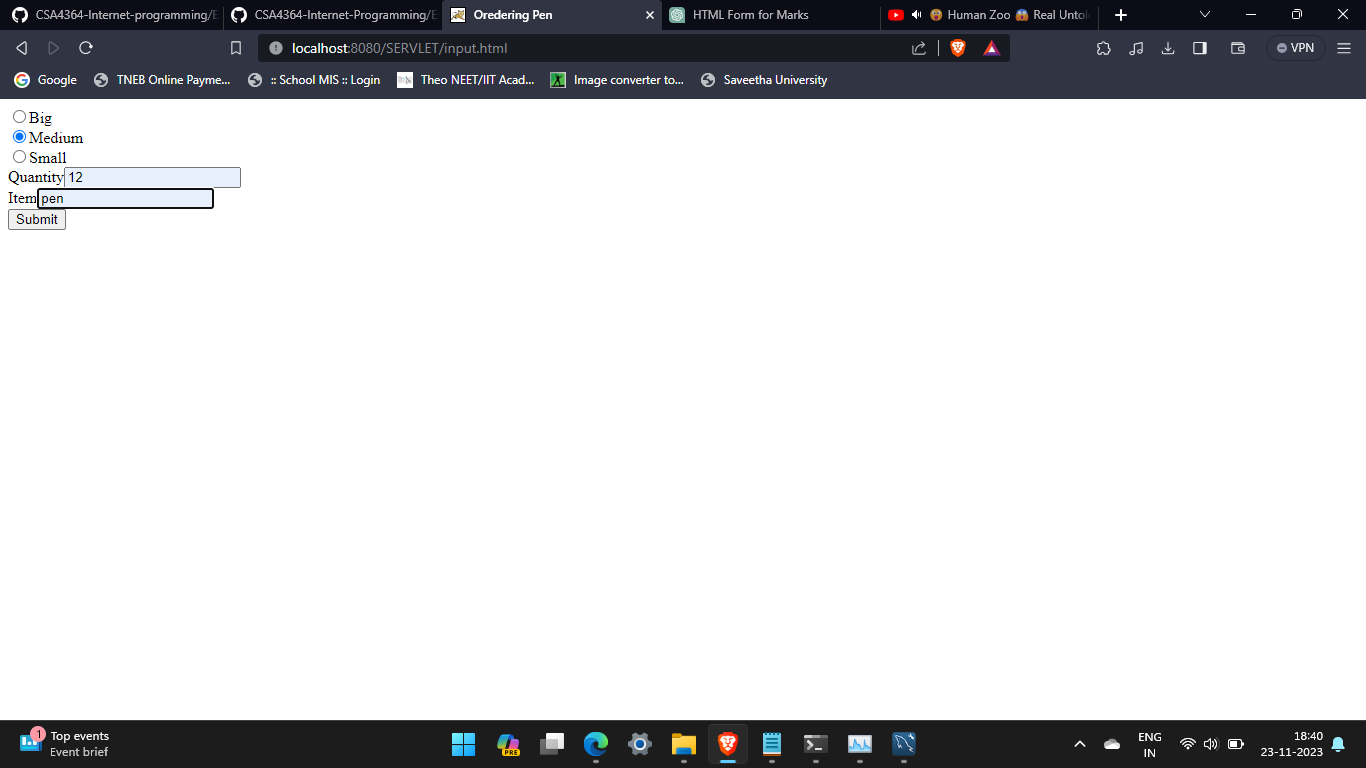 CSA4364-Internet-programming/E
CSA4364-Internet-Programming/E
Oredering Pen
HTML Form for Marks
Human Zoo 😱 Real Untol
localhost:8080/SERVLET/input.html
VPN
Google
TNEB Online Payme...
:: School MIS :: Login
Theo NEET/IIT Acad...
Image converter to...
Saveetha University
Big
Medium
Small
Quantity 12
Item pen
Submit
1
Top events
Event brief
PRE
ENG
IN
18:40
23-11-2023